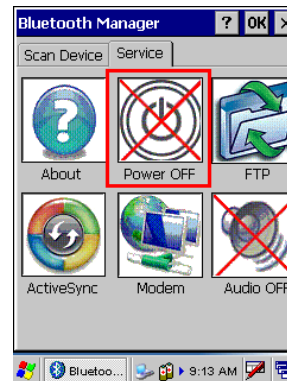 Bluetooth Manager ? OK ×
Scan Device Service
About Power OFF FTP
ActiveSync Modem Audio OFF
Bluetoo... 9:13 AM